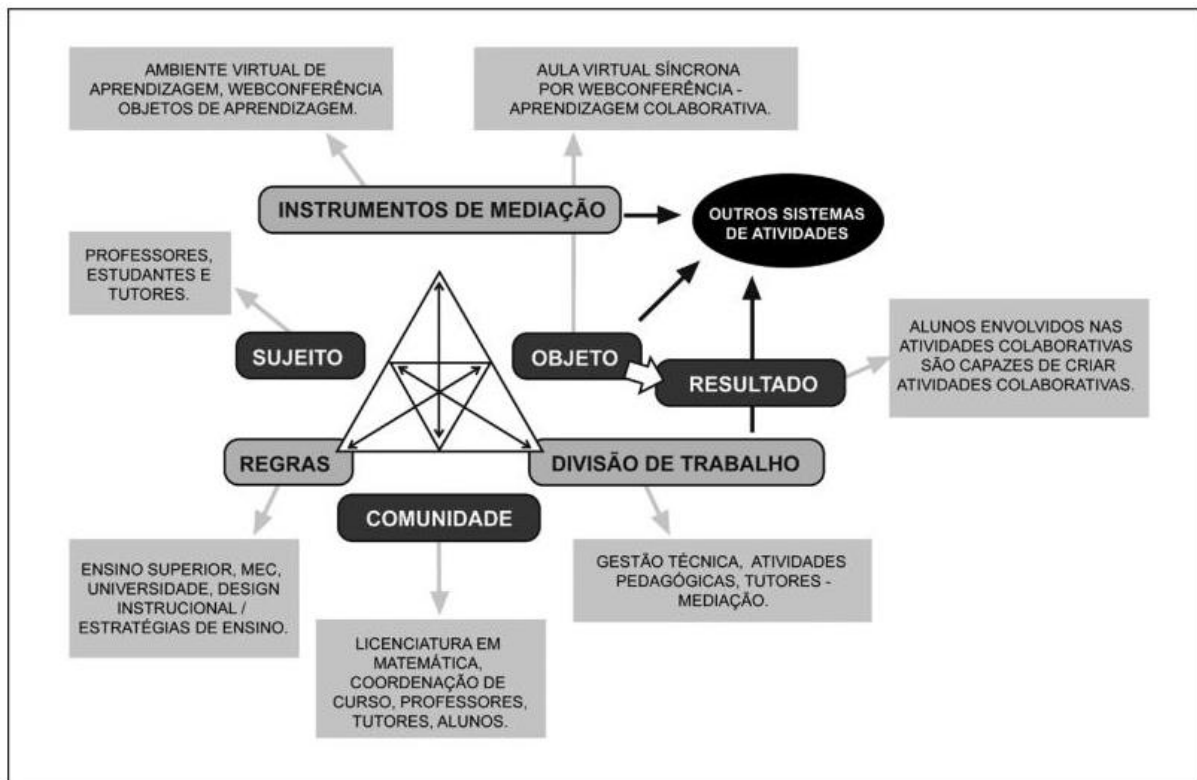 AMBIENTE VIRTUAL DE
APRENDIZAGEM, WEBCONFERÊNCIA
OBJETOS DE APRENDIZAGEM.
AULA VIRTUAL SÍNCRONA
POR WEBCONFERÊNCIA -
APRENDIZAGEM COLABORATIVA.
INSTRUMENTOS DE MEDIAÇÃO
OUTROS SISTEMAS
DE ATIVIDADES
PROFESSORES,
ESTUDANTES E
TUTORES.
SUJEITO
OBJETO
RESULTADO
ALUNOS ENVOLVIDOS NAS
ATIVIDADES COLABORATIVAS
SÃO CAPAZES DE CRIAR
ATIVIDADES COLABORATIVAS.
REGRAS
DIVISÃO DE TRABALHO
COMUNIDADE
ENSINO SUPERIOR, MEC,
UNIVERSIDADE, DESIGN
INSTRUCIONAL /
ESTRATÉGIAS DE ENSINO.
LICENCIATURA EM
MATEMÁTICA,
COORDENAÇÃO DE
CURSO, PROFESSORES,
TUTORES, ALUNOS.
GESTÃO TÉCNICA, ATIVIDADES
PEDAGÓGICAS, TUTORES -
MEDIAÇÃO.